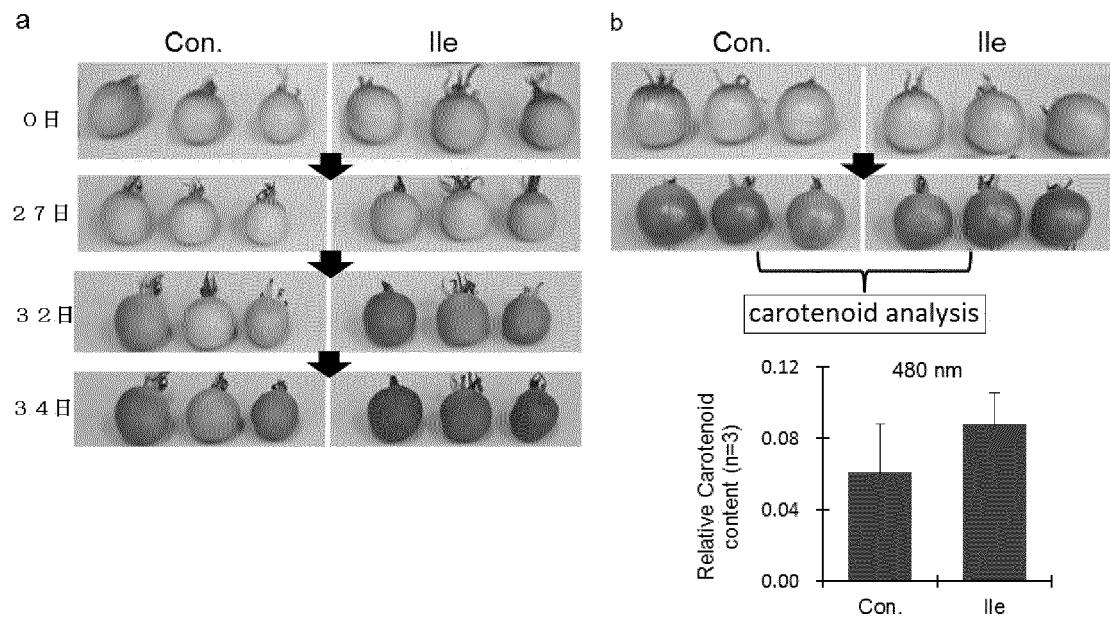 a
Con. Ile
0日
27日
32日
34日
b
Con. Ile
carotenoid analysis
480 nm
Relative Carotenoid
content (n=3)
0.12
0.08
0.04
0.00
Con. Ile